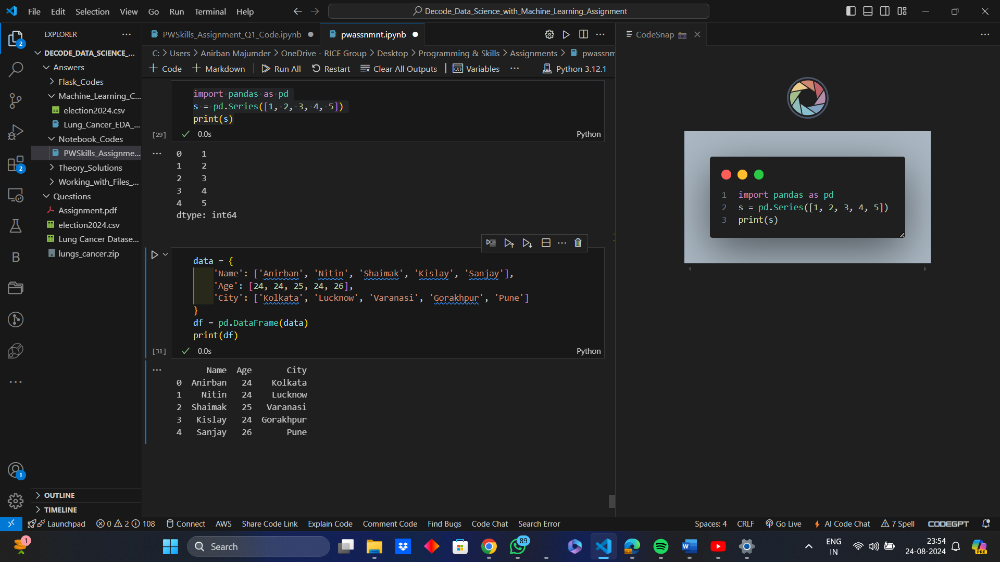 File Edit Selection View Go Run Terminal Help
Decode_Data_Science_with_Machine_Learning_Assignment
EXPLORER
DECODE_DATA_SCIENCE_...
Answers
Flask_Codes
Machine_Learning_C...
election2024.csv
Lung_Cancer_EDA_...
Notebook_Codes
PWSkills_Assignme...
Theory_Solutions
Working_with_Files_...
Questions
Assignment.pdf
election2024.csv
Lung Cancer Datase...
lungs_cancer.zip
OUTLINE
TIMELINE
2
2
B
1
PWSkills_Assignment_Q1_Code.ipynb
pwassnmnt.ipynb
C: > Users > Anirban Majumder > OneDrive - RICE Group > Desktop > Programming & Skills > Assignments > pwassnm
+ Code + Markdown Run All Restart Clear All Outputs Variables ... Python 3.12.1
import pandas as pd
s = pd.Series([1, 2, 3, 4, 5])
print(s)
[29] 0.0s Python
0 1
1 2
2 3
3 4
4 5
dtype: int64
data = {
'Name': ['Anirban', 'Nitin', 'Shaimak', 'Kislay', 'Sanjay'],
'Age': [24, 24, 25, 24, 26],
'City': ['Kolkata', 'Lucknow', 'Varanasi', 'Gorakhpur', 'Pune']
}
df = pd.DataFrame(data)
print(df)
[31] 0.0s Python
Name Age City
0 Anirban 24 Kolkata
1 Nitin 24 Lucknow
2 Shaimak 25 Varanasi
3 Kislay 24 Gorakhpur
4 Sanjay 26 Pune
CodeSnap
1 import pandas as pd
2 s = pd.Series([1, 2, 3, 4, 5])
3 print(s)
Launchpad 0 2 108 Connect AWS Share Code Link Explain Code Comment Code Find Bugs Code Chat Search Error
Spaces: 4 CRLF Go Live AI Code Chat 7 Spell CODEGPT
1
Search
89
W
ENG
IN
23:54
24-08-2024
PRE